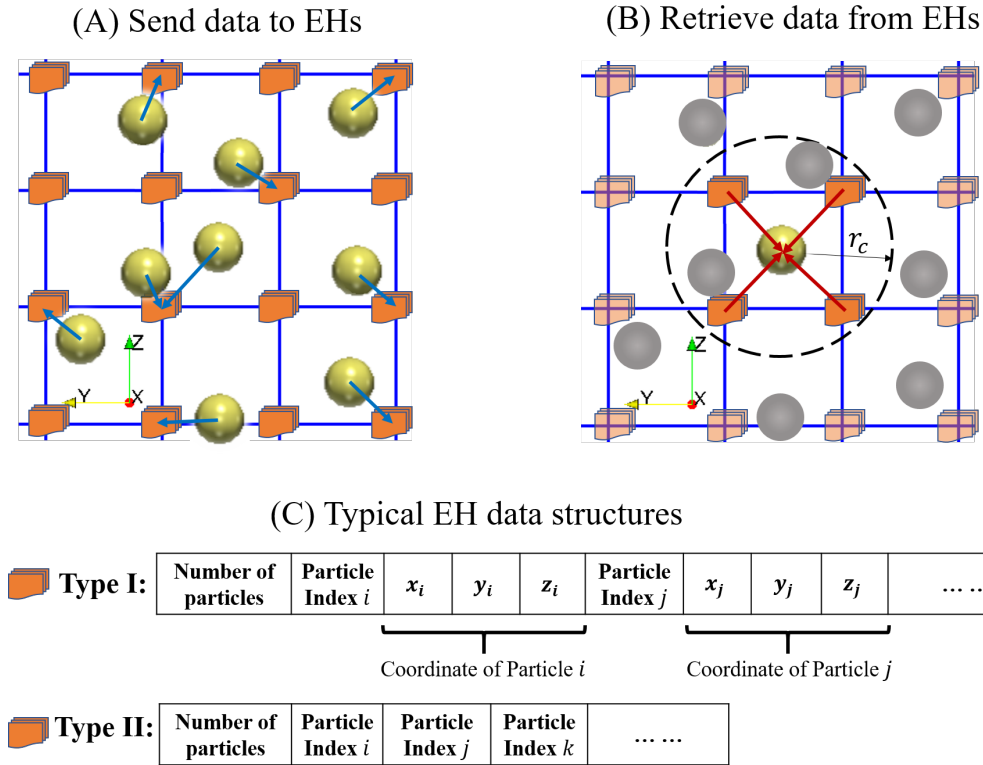 (A) Send data to EHs
(B) Retrieve data from EHs
Z
Y
X
r_c
Z
Y
X
(C) Typical EH data structures
Type I:
Number of
particles
Particle
Index i
x_i
y_i
z_i
Particle
Index j
x_j
y_j
z_j
... ...
Coordinate of Particle i
Coordinate of Particle j
Type II:
Number of
particles
Particle
Index i
Particle
Index j
Particle
Index k
... ...